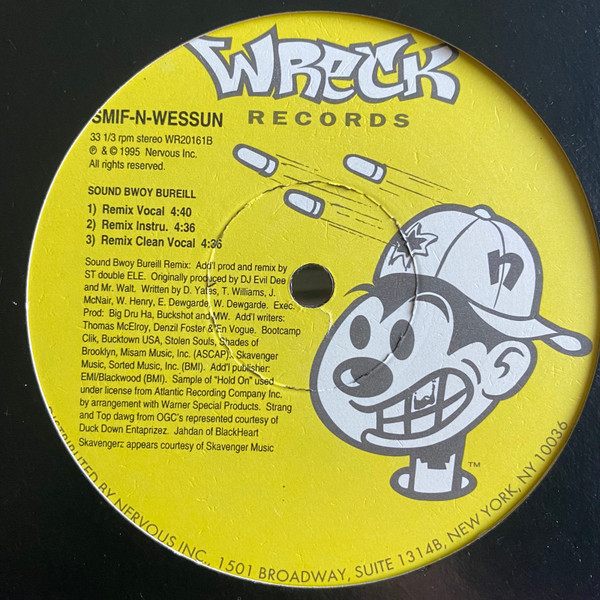 WRECK
RECORDS
SMIF-N-WESSUN
33 1/3 rpm stereo WR20161B
℗ & © 1995 Nervous Inc.
All rights reserved.
SOUND BWOY BUREILL
1) Remix Vocal 4:40
2) Remix Instru. 4:36
3) Remix Clean Vocal 4:36
Sound Bwoy Bureill Remix: Add'l prod and remix by
ST double ELE. Originally produced by DJ Evil Dee
and Mr. Walt. Written by D. Yates, T. Williams, J.
McNair, W. Henry, E. Dewgarde. W. Dewgarde. Exec.
Prod: Big Dru Ha, Buckshot and MW. Add'l writers:
Thomas McElroy, Denzil Foster & En Vogue. Bootcamp
Clik, Bucktown USA, Stolen Souls, Shades of
Brooklyn, Misam Music, Inc. (ASCAP). Skavenger
Music, Sorted Music, Inc. (BMI). Add'l publisher:
EMI/Blackwood (BMI). Sample of "Hold On" used
under license from Atlantic Recording Company Inc.
by arrangement with Warner Special Products. Strang
and Top dawg from OGC's represented courtesy of
Duck Down Entaprizez. Jahdan of BlackHeart
Skavengerz appears courtesy of Skavenger Music
n
TM
DISTRIBUTED BY NERVOUS INC., 1501 BROADWAY, SUITE 1314B, NEW YORK, NY 10036